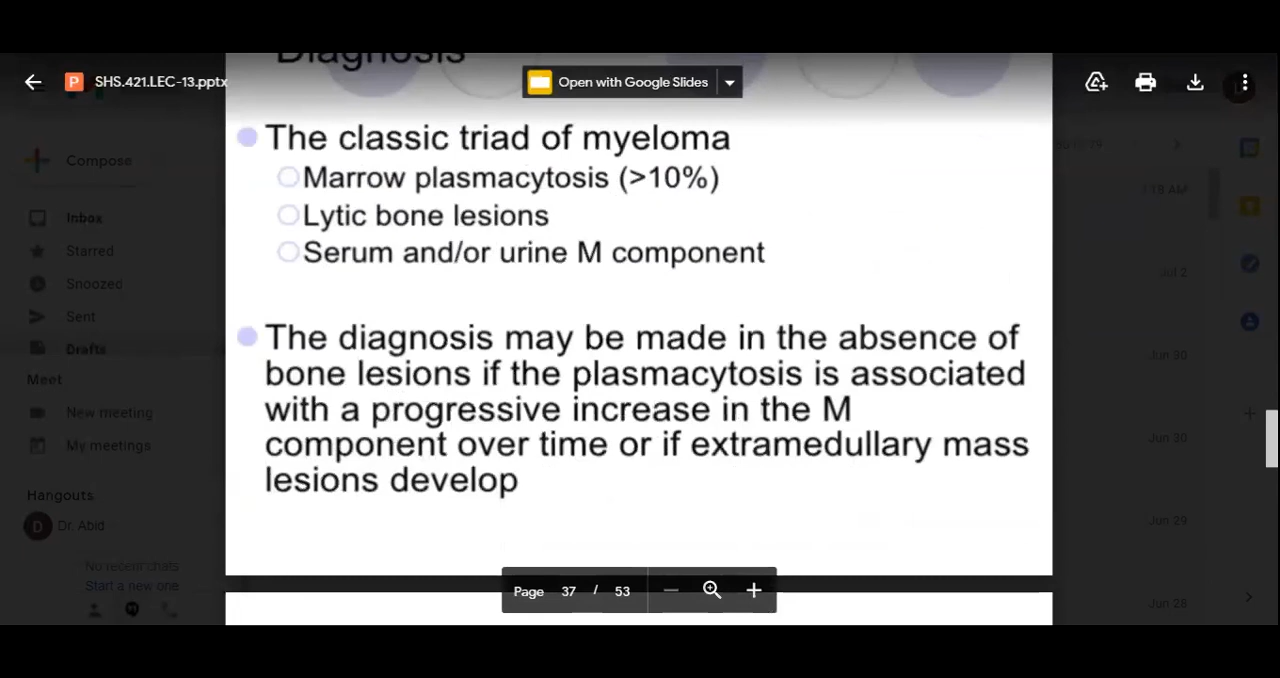 Diagnosis
SHS.421.LEC-13.pptx
Open with Google Slides
The classic triad of myeloma
Marrow plasmacytosis (>10%)
Lytic bone lesions
Serum and/or urine M component
The diagnosis may be made in the absence of
bone lesions if the plasmacytosis is associated
with a progressive increase in the M
component over time or if extramedullary mass
lesions develop
Compose
Inbox
Starred
Snoozed
Sent
Drafts
Meet
New meeting
My meetings
Hangouts
D Dr. Abid
No recent chats
Start a new one
Jul 2
Jun 30
Jun 30
Jun 29
Jun 28
Page 37 / 53